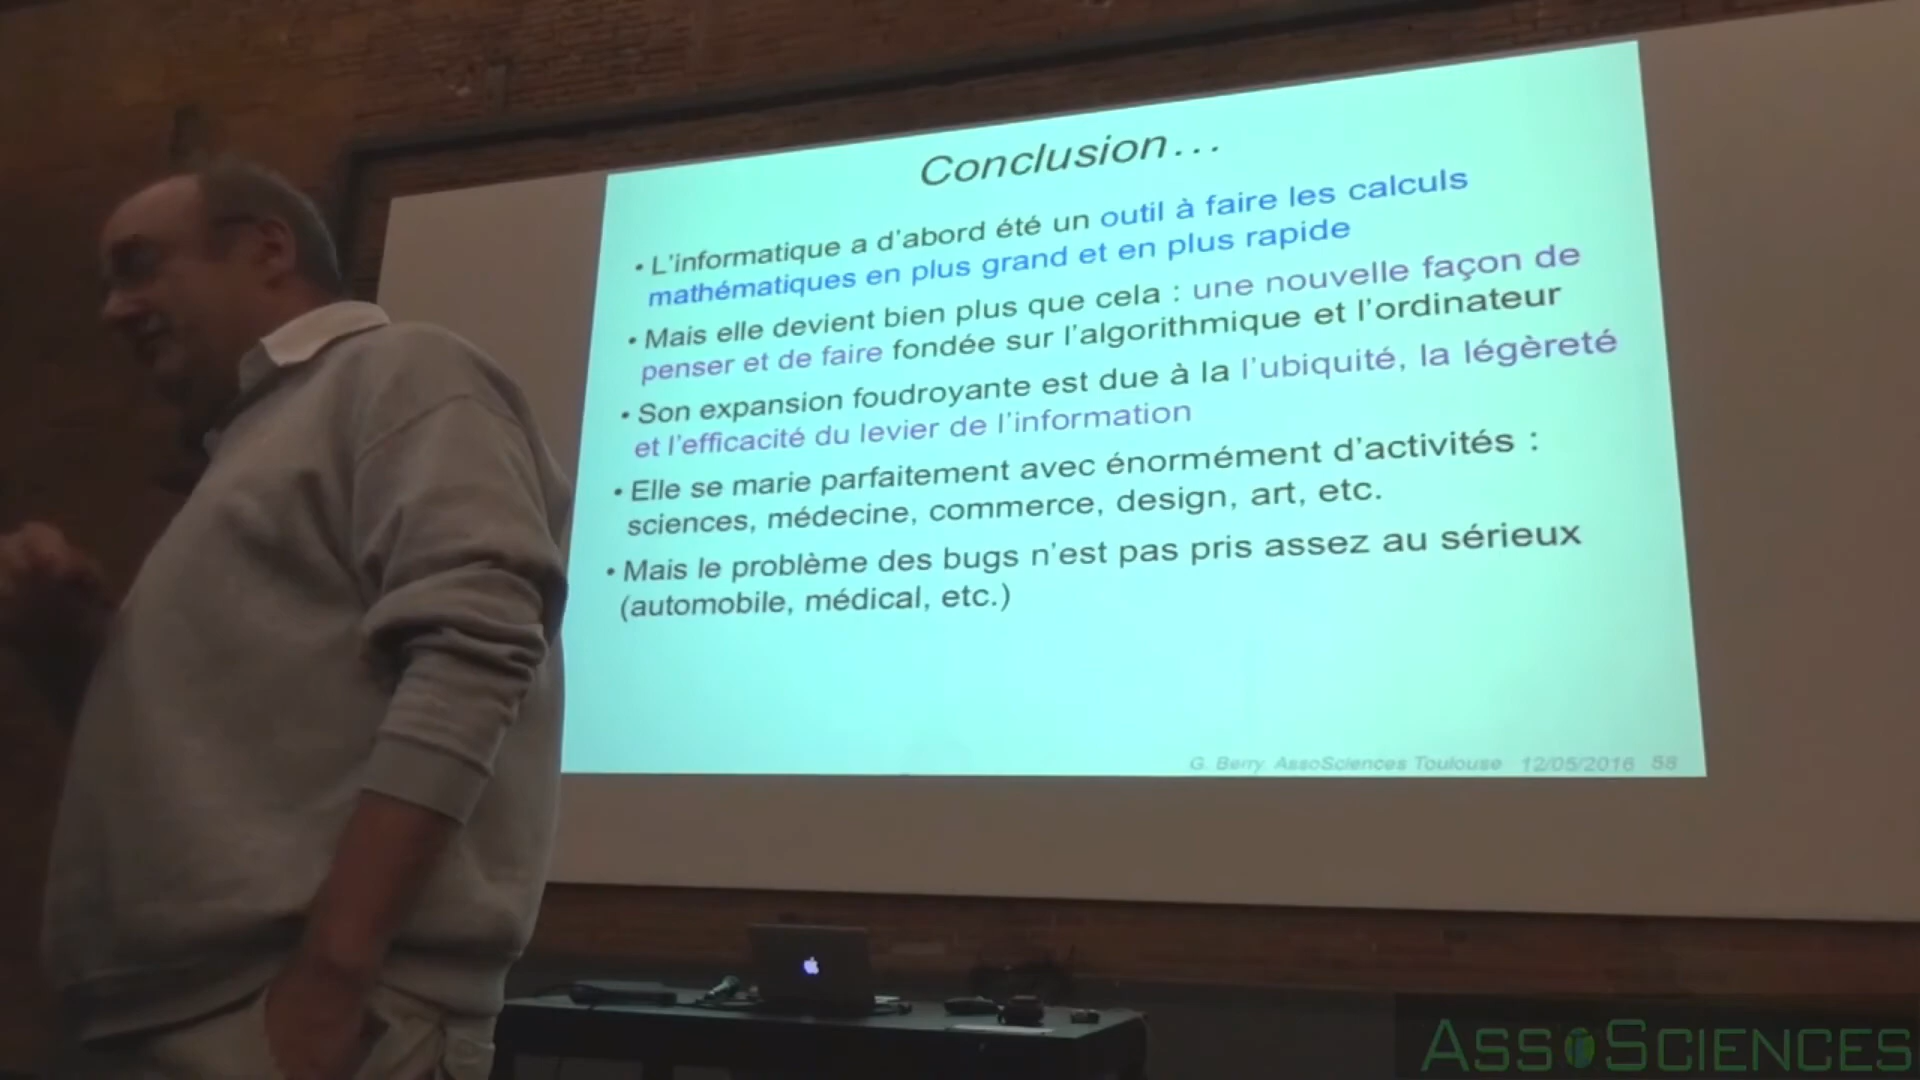 Conclusion...
• L'informatique a d'abord été un outil à faire les calculs
mathématiques en plus grand et en plus rapide
• Mais elle devient bien plus que cela : une nouvelle façon de
penser et de faire fondée sur l'algorithmique et l'ordinateur
• Son expansion foudroyante est due à la l'ubiquité, la légèreté
et l'efficacité du levier de l'information
• Elle se marie parfaitement avec énormément d'activités :
sciences, médecine, commerce, design, art, etc.
• Mais le problème des bugs n'est pas pris assez au sérieux
(automobile, médical, etc.)
G. Berry AssoSciences Toulouse 12/05/2016 58
ASSOSCIENCES